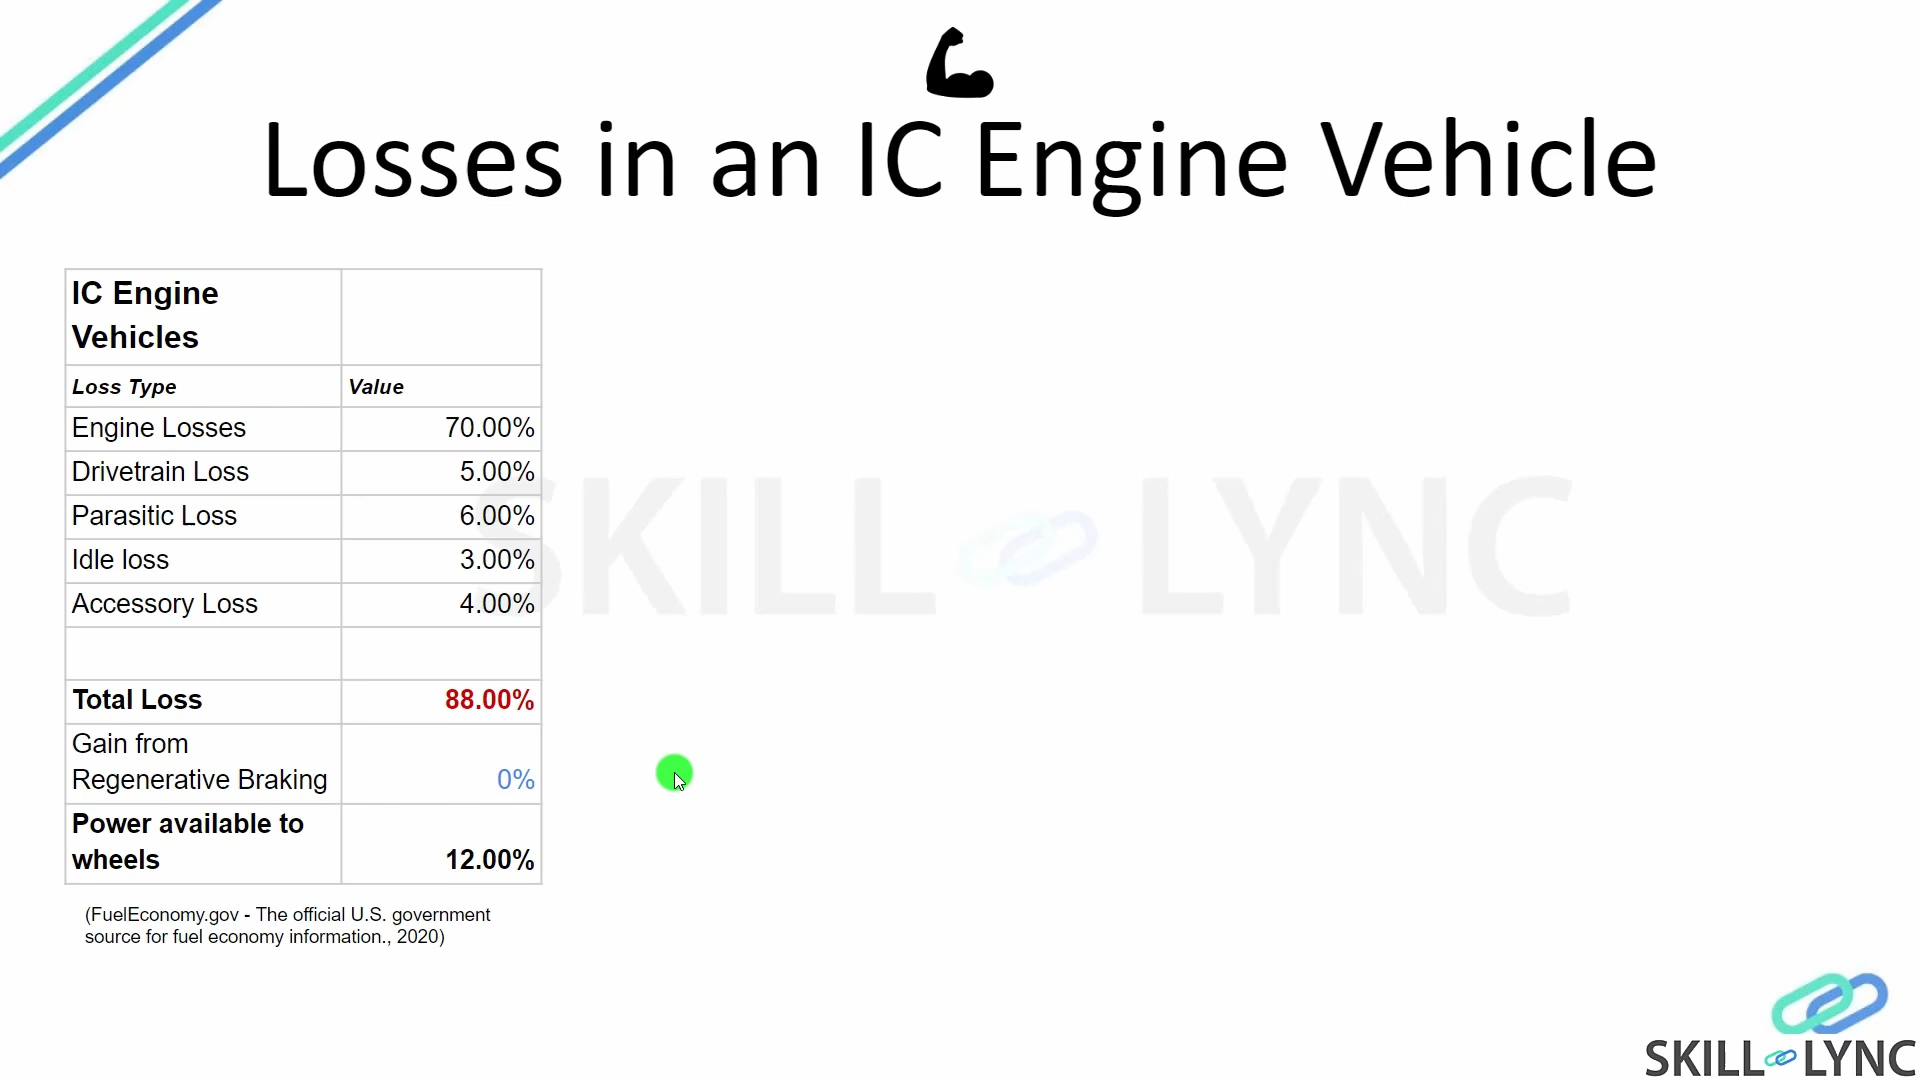 Losses in an IC Engine Vehicle
IC Engine
Vehicles
Loss Type Value
Engine Losses 70.00%
Drivetrain Loss 5.00%
Parasitic Loss 6.00%
Idle loss 3.00%
Accessory Loss 4.00%
Total Loss 88.00%
Gain from
Regenerative Braking 0%
Power available to
wheels 12.00%
(FuelEconomy.gov - The official U.S. government
source for fuel economy information., 2020)
SKILL LYNC
SKILL LYNC